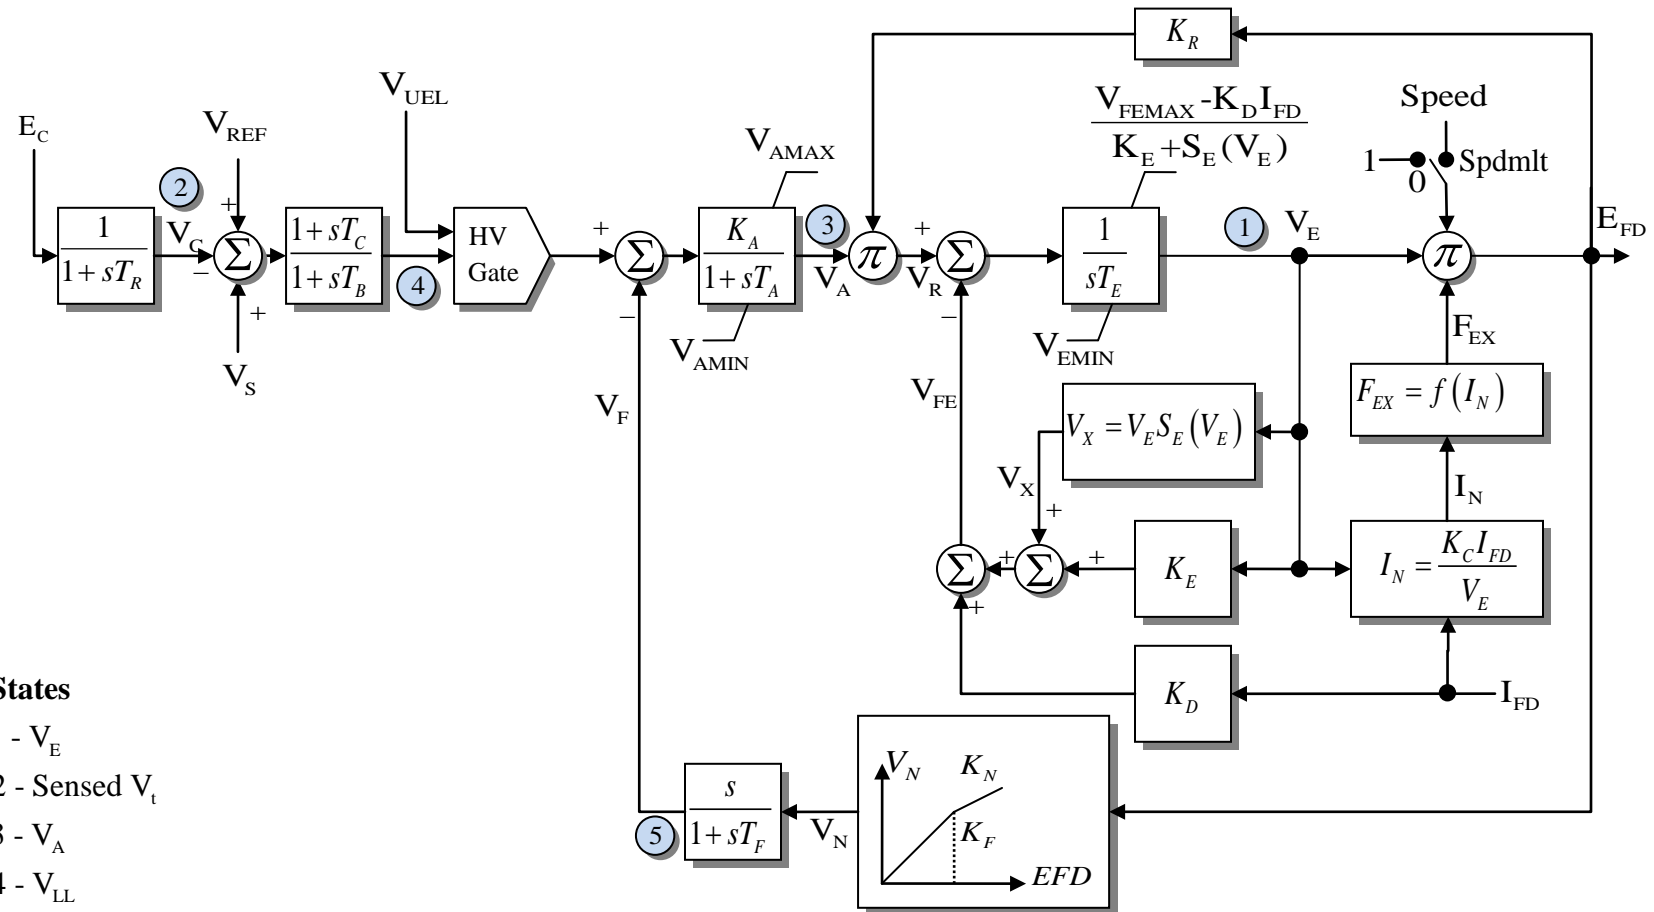 K_R
V_UEL
V_FEMAX - K_D I_FD
K_E + S_E (V_E)
Speed
E_C
V_REF
V_AMAX
1
0
Spdmlt
2
+
1
1 + sT_R
V_C
−
Σ
1 + sT_C
1 + sT_B
4
HV
Gate
+
Σ
K_A
1 + sT_A
3
V_A
π
+
V_R
Σ
1
sT_E
1
V_E
π
E_FD
+
V_S
−
V_AMIN
−
V_EMIN
F_EX
V_F
V_FE
V_X = V_E S_E (V_E)
F_EX = f (I_N)
V_X
+
I_N
Σ
+
Σ
+
K_E
I_N = K_C I_FD
V_E
+
K_D
I_FD
States
- V_E
2 - Sensed V_t
3 - V_A
4 - V_LL
s
1 + sT_F
5
V_N
V_N
K_N
K_F
EFD